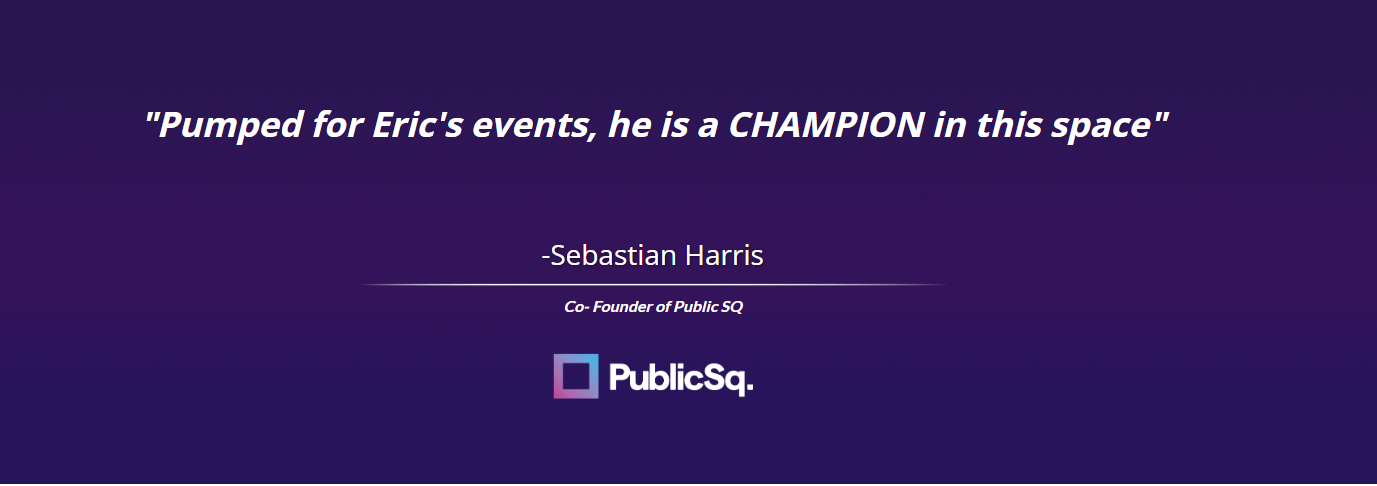 "Pumped for Eric's events, he is a CHAMPION in this space"
-Sebastian Harris
Co- Founder of Public SQ
PublicSq.